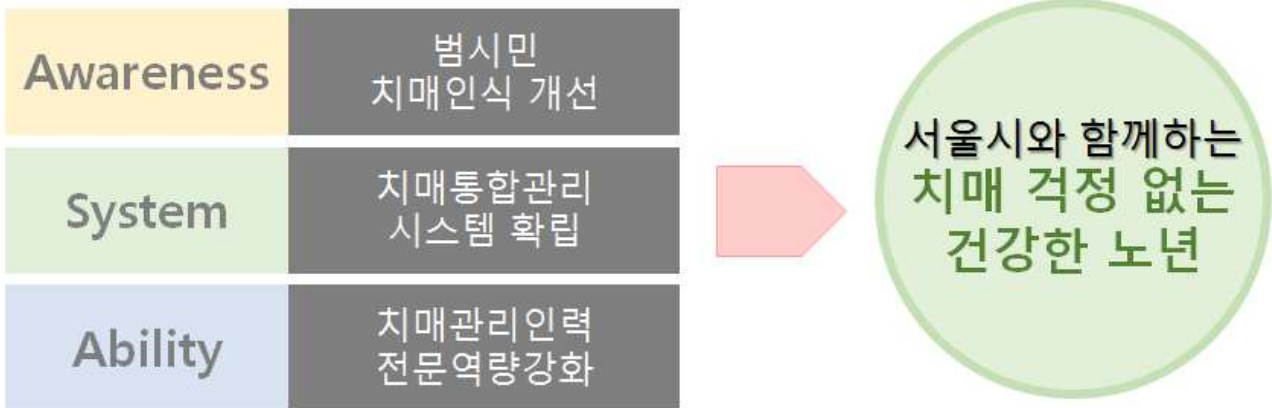 Awareness
범시민
치매인식 개선
System
치매통합관리
시스템 확립
Ability
치매관리인력
전문역량강화
서울시와 함께하는
치매 걱정 없는
건강한 노년